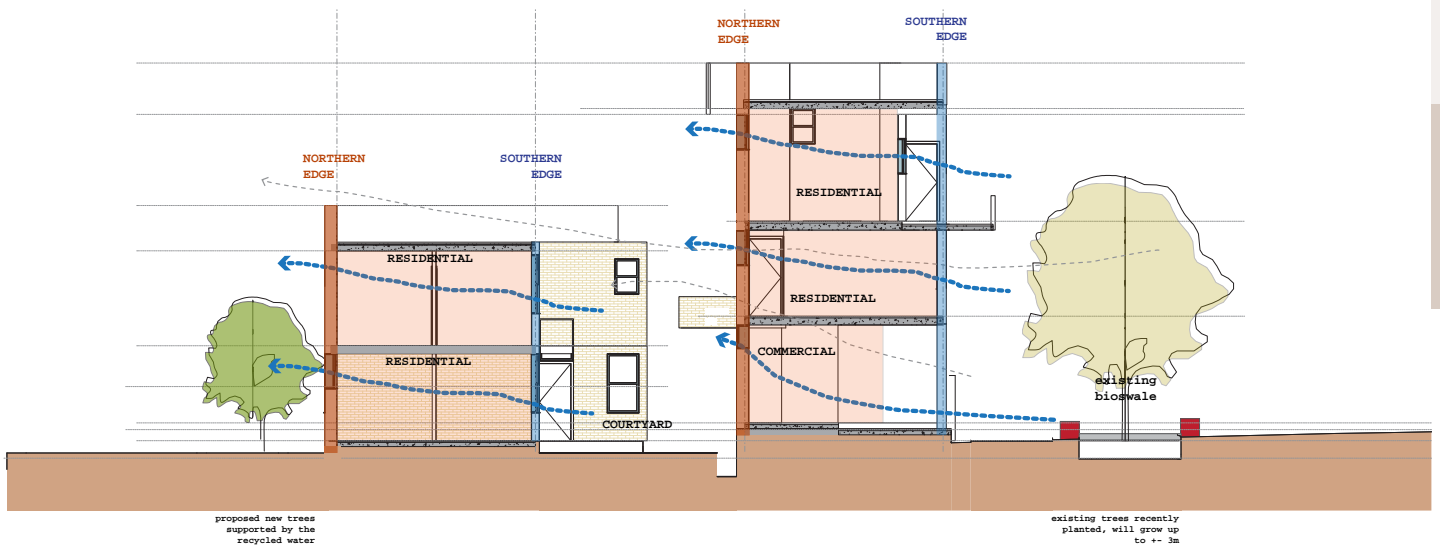 NORTHERN
EDGE
SOUTHERN
EDGE
NORTHERN
EDGE
SOUTHERN
EDGE
RESIDENTIAL
RESIDENTIAL
RESIDENTIAL
RESIDENTIAL
COMMERCIAL
existing
bioswale
COURTYARD
proposed new trees
supported by the
recycled water
existing trees recently
planted, will grow up
to +- 3m